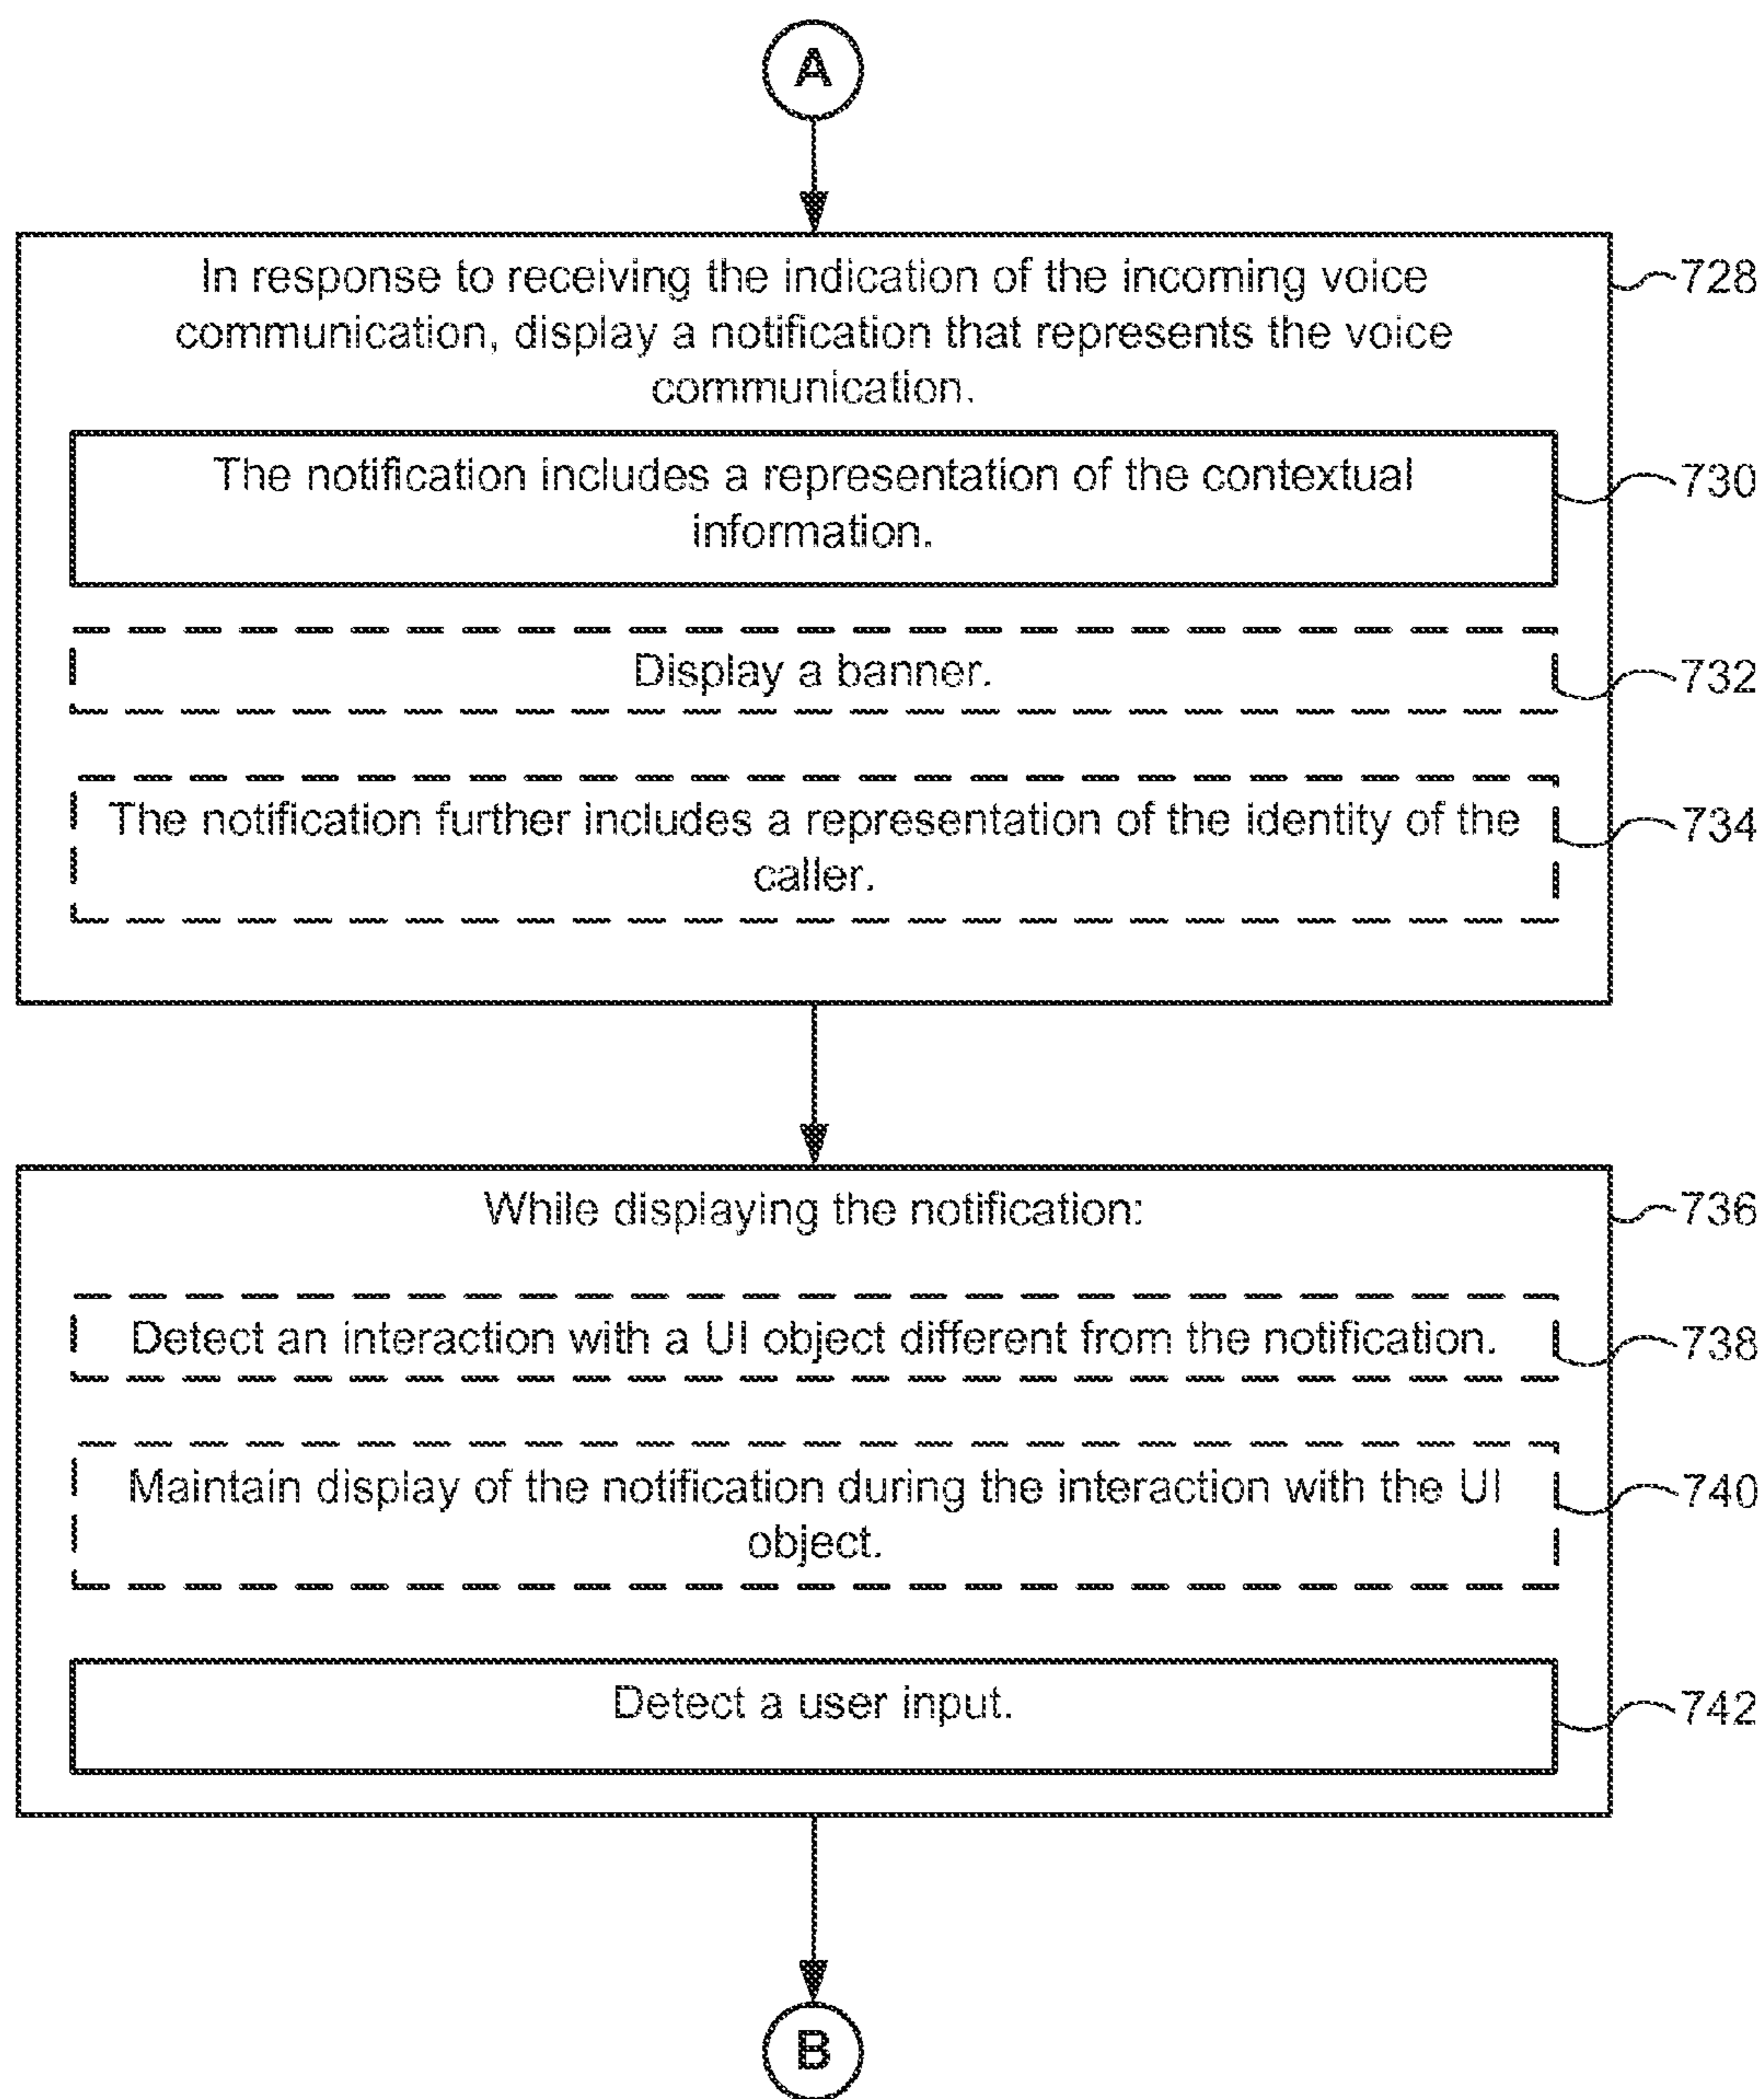 A
In response to receiving the indication of the incoming voice
communication, display a notification that represents the voice
communication.
728
The notification includes a representation of the contextual
information.
730
Display a banner.
732
The notification further includes a representation of the identity of the
caller.
734
While displaying the notification:
736
Detect an interaction with a UI object different from the notification.
738
Maintain display of the notification during the interaction with the UI
object.
740
Detect a user input.
742
B